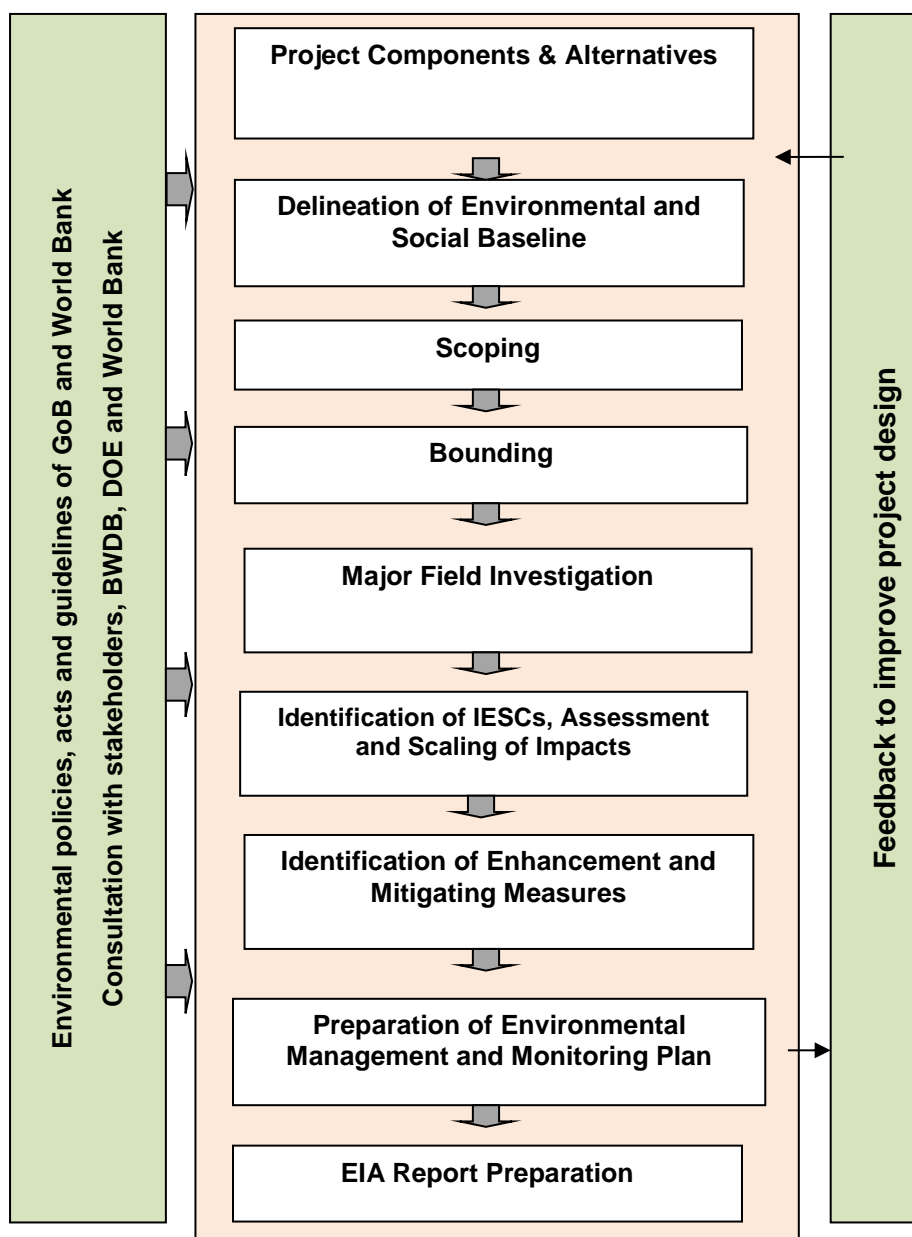 Environmental policies, acts and guidelines of GoB and World Bank
Consultation with stakeholders, BWDB, DOE and World Bank
Project Components & Alternatives
Delineation of Environmental and
Social Baseline
Scoping
Bounding
Major Field Investigation
Identification of IESCs, Assessment
and Scaling of Impacts
Identification of Enhancement and
Mitigating Measures
Preparation of Environmental
Management and Monitoring Plan
EIA Report Preparation
Feedback to improve project design